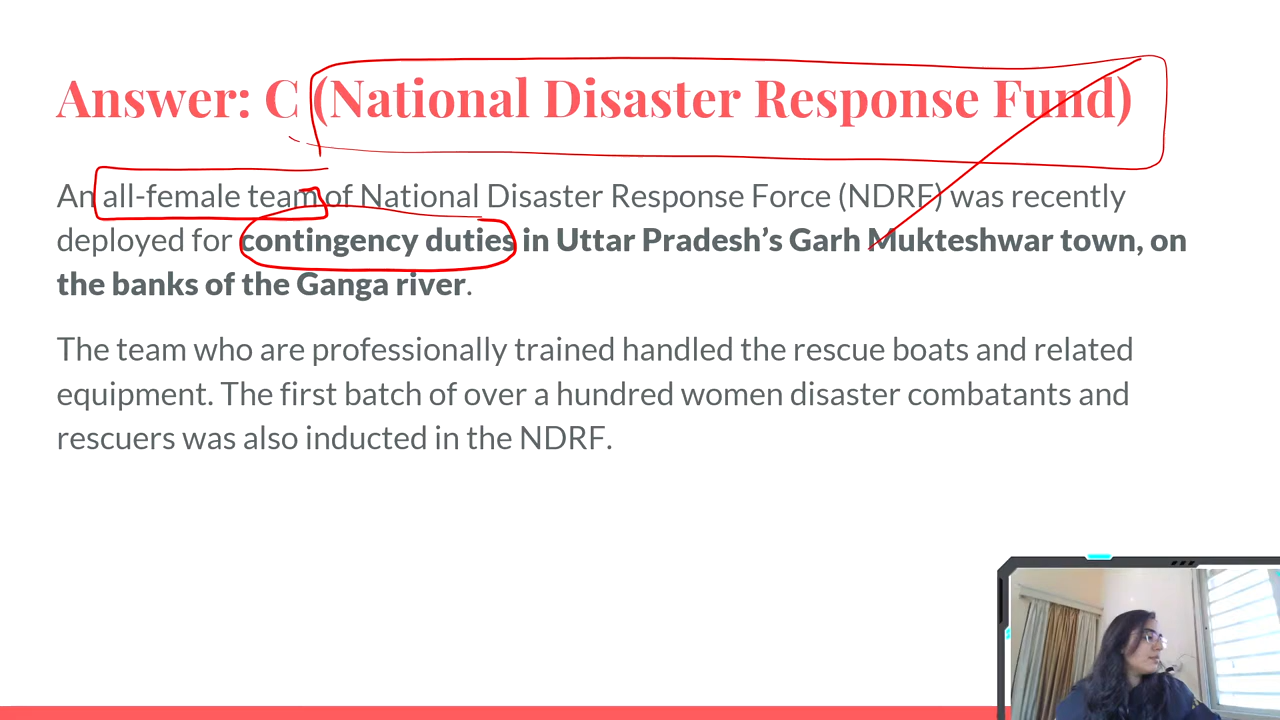 Answer: C (National Disaster Response Fund)
An all-female team of National Disaster Response Force (NDRF) was recently
deployed for contingency duties in Uttar Pradesh’s Garh Mukteshwar town, on
the banks of the Ganga river.
The team who are professionally trained handled the rescue boats and related
equipment. The first batch of over a hundred women disaster combatants and
rescuers was also inducted in the NDRF.